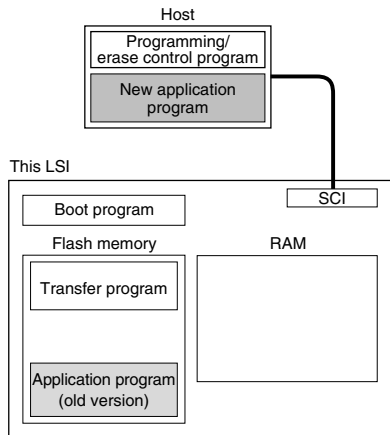 Host
Programming/
erase control program
New application
program
This LSI
SCI
Boot program
Flash memory
RAM
Transfer program
Application program
(old version)